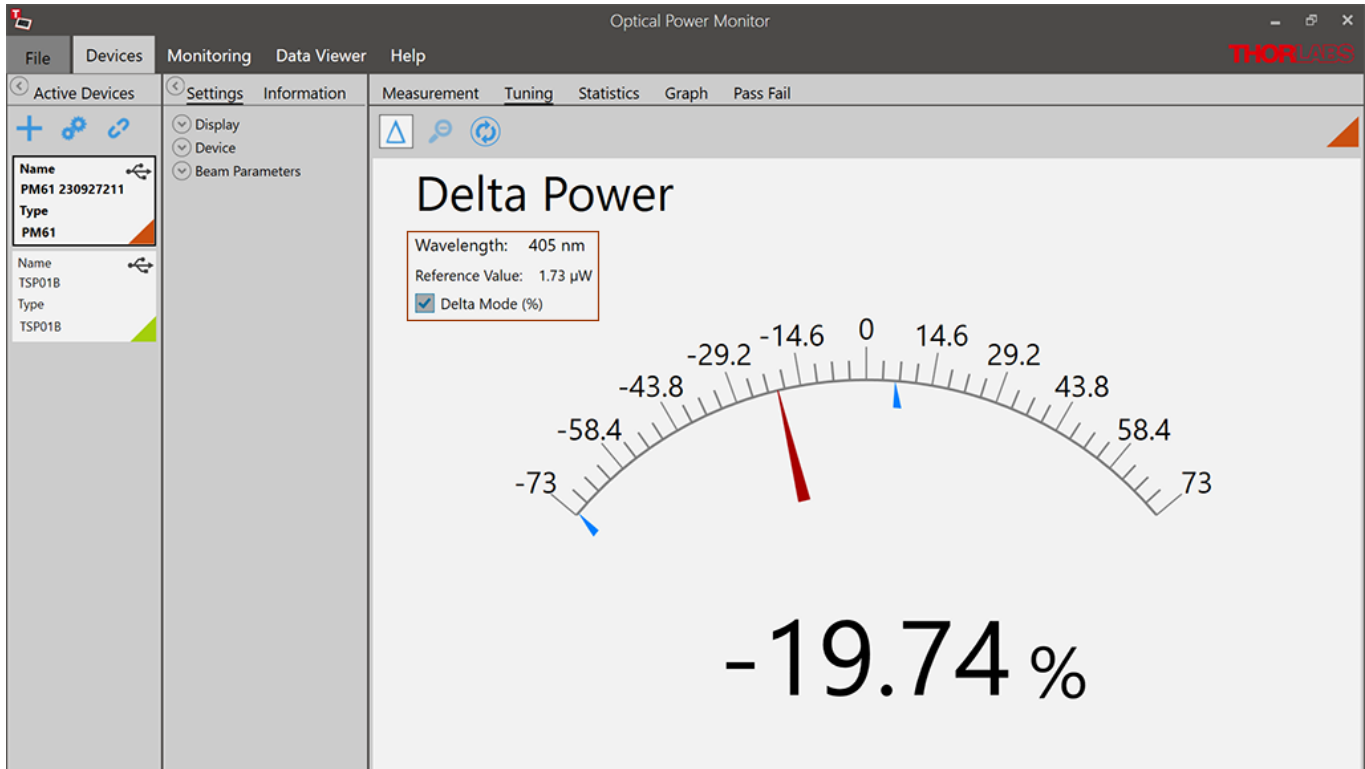 Optical Power Monitor
File Devices Monitoring Data Viewer Help
THORLABS
Active Devices
Settings Information
Measurement Tuning Statistics Graph Pass Fail
Name
PM61 230927211
Type
PM61
Name
TSP01B
Type
TSP01B
Display
Device
Beam Parameters
Delta Power
Wavelength: 405 nm
Reference Value: 1.73 µW
Delta Mode (%)
-73
-58.4
-43.8
-29.2
-14.6
0
14.6
29.2
43.8
58.4
73
-19.74 %